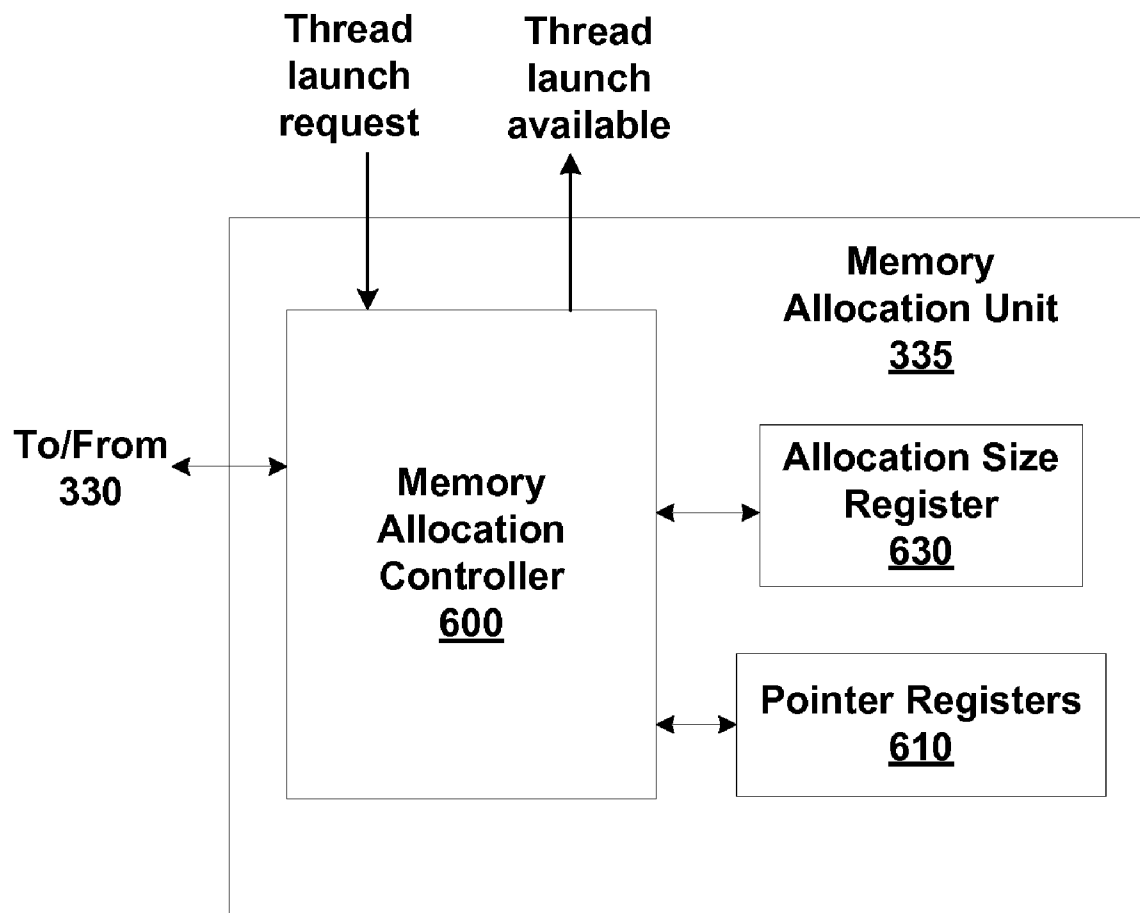 Thread
launch
request
Thread
launch
available
Memory
Allocation Unit
335
To/From
330
Memory
Allocation
Controller
600
Allocation Size
Register
630
Pointer Registers
610